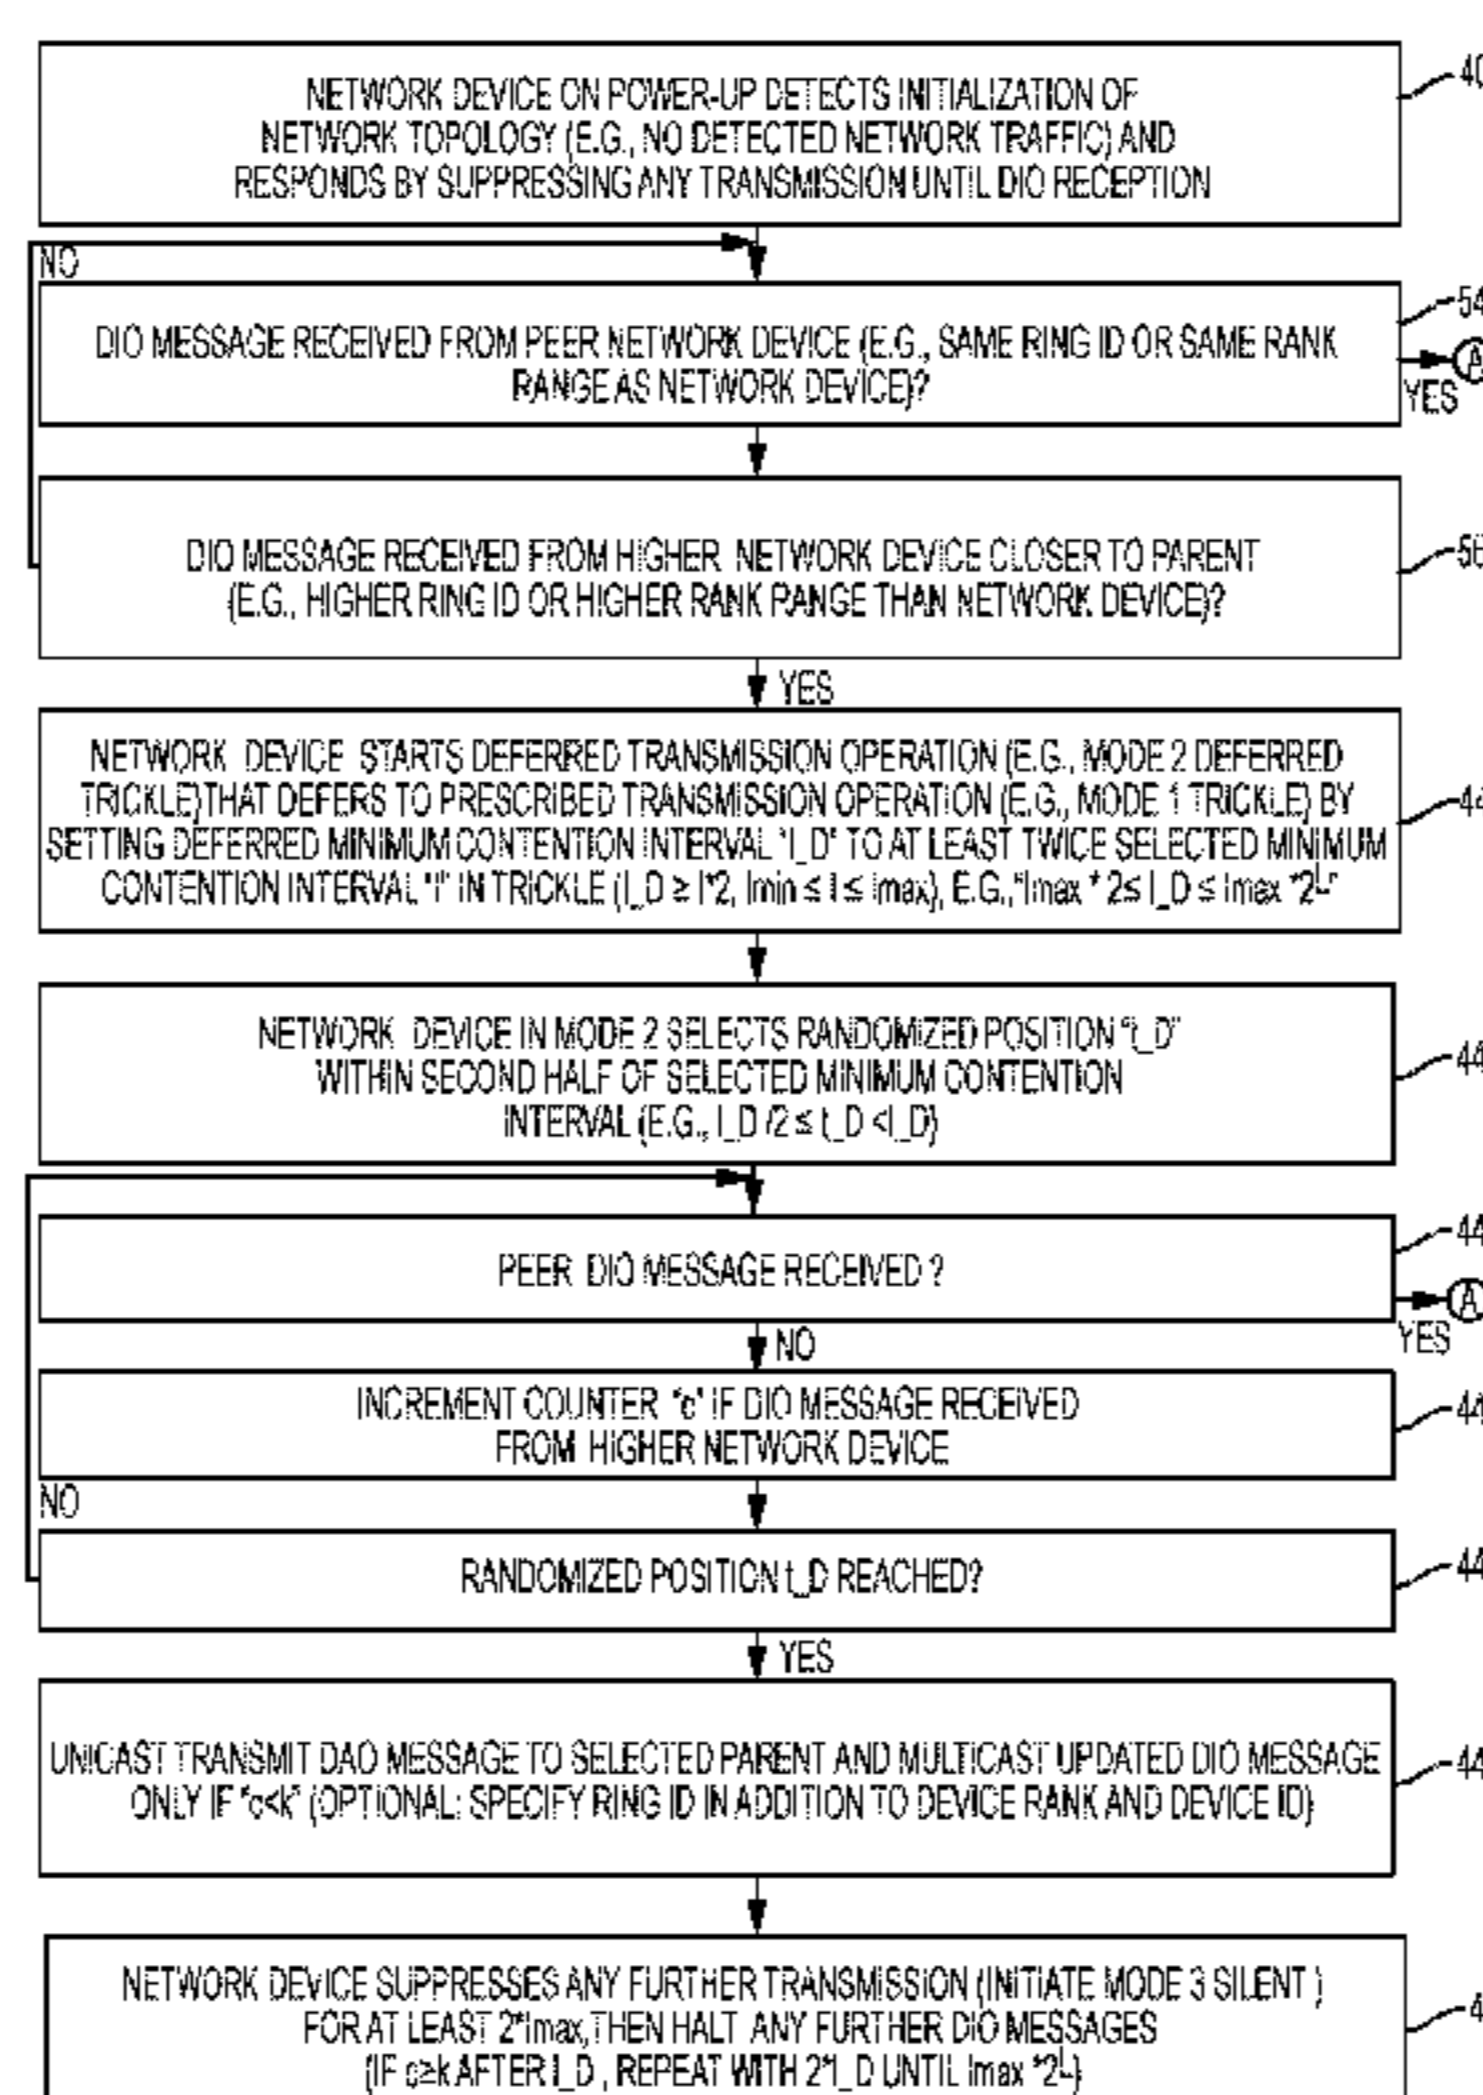 NETWORK DEVICE ON POWER-UP DETECTS INITIALIZATION OF
NETWORK TOPOLOGY (E.G., NO DETECTED NETWORK TRAFFIC) AND
RESPONDS BY SUPPRESSING ANY TRANSMISSION UNTIL DIO RECEPTION
40
NO
DIO MESSAGE RECEIVED FROM PEER NETWORK DEVICE (E.G., SAME RING ID OR SAME RANK
RANGE AS NETWORK DEVICE)?
54
A
YES
DIO MESSAGE RECEIVED FROM HIGHER NETWORK DEVICE CLOSER TO PARENT
(E.G., HIGHER RING ID OR HIGHER RANK RANGE THAN NETWORK DEVICE)?
YES
NETWORK DEVICE STARTS DEFERRED TRANSMISSION OPERATION (E.G., MODE 2 DEFERRED
TRICKLE)THAT DEFERS TO PRESCRIBED TRANSMISSION OPERATION (E.G., MODE 1 TRICKLE) BY
SETTING DEFERRED MINIMUM CONTENTION INTERVAL "I_D" TO AT LEAST TWICE SELECTED MINIMUM
CONTENTION INTERVAL "I" IN TRICKLE (I_D ≥ I*2, Imin ≤ I ≤ Imax), E.G.,"Imax * 2≤ I_D ≤ Imax *2^L"
44
NETWORK DEVICE IN MODE 2 SELECTS RANDOMIZED POSITION "t_D"
WITHIN SECOND HALF OF SELECTED MINIMUM CONTENTION
INTERVAL (E.G., I_D /2 ≤ t_D <I_D)
44
PEER DIO MESSAGE RECEIVED ?
44
A
YES
NO
INCREMENT COUNTER "c" IF DIO MESSAGE RECEIVED
FROM HIGHER NETWORK DEVICE
44
NO
RANDOMIZED POSITION t_D REACHED?
44
YES
UNICAST TRANSMIT DAO MESSAGE TO SELECTED PARENT AND MULTICAST UPDATED DIO MESSAGE
ONLY IF "c<k" (OPTIONAL: SPECIFY RING ID IN ADDITION TO DEVICE RANK AND DEVICE ID)
44
NETWORK DEVICE SUPPRESSES ANY FURTHER TRANSMISSION (INITIATE MODE 3 SILENT )
FOR AT LEAST 2*Imax,THEN HALT ANY FURTHER DIO MESSAGES
(IF c≥k AFTER I_D , REPEAT WITH 2*I_D UNTIL Imax *2^L)
4